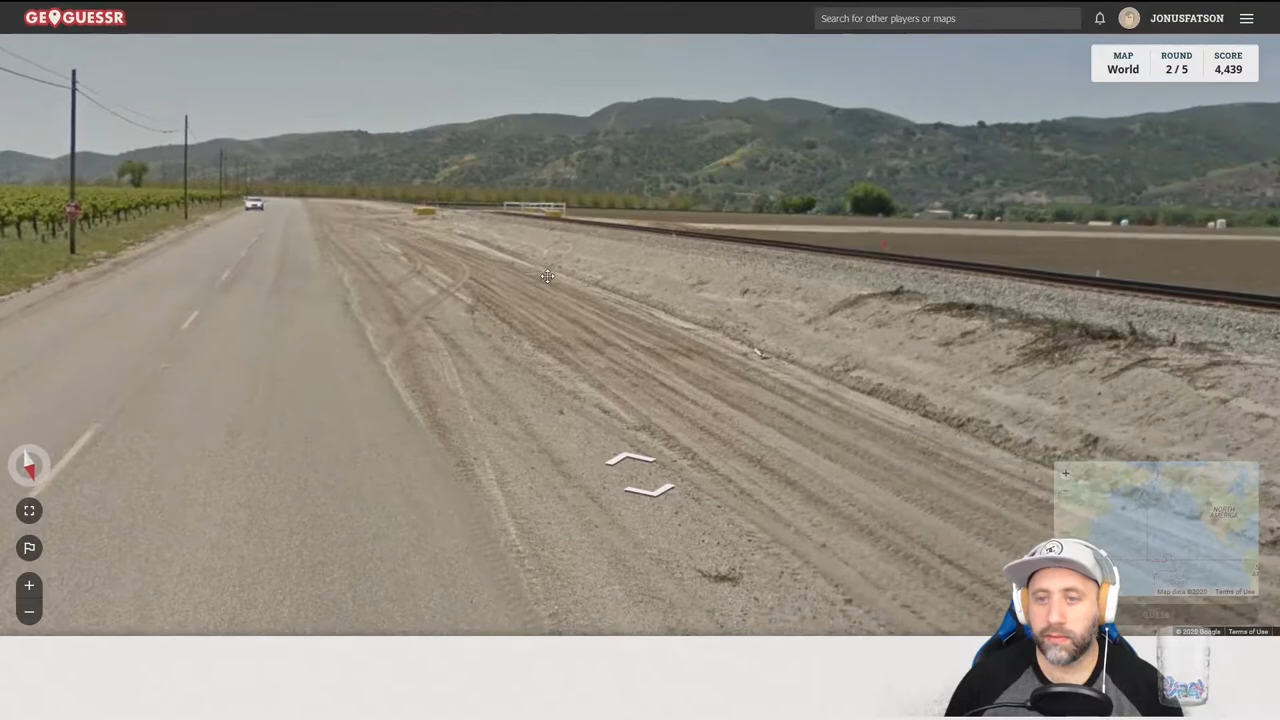 GEOGUESSR
Search for other players or maps
JONUSFATSON
MAP ROUND SCORE
World 2 / 5 4,439
NORTH
AMERICA
Map data ©2020 Terms of Use
GUESS
© 2020 Google Terms of Use